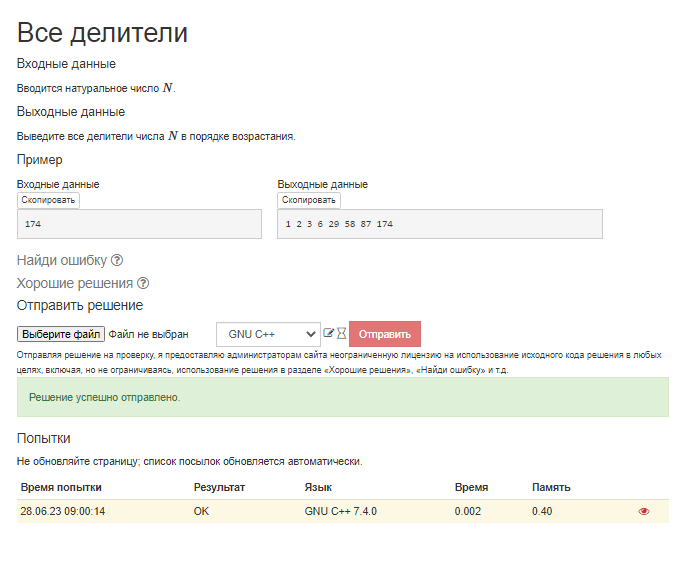 Все делители
Входные данные
Вводится натуральное число N.
Выходные данные
Выведите все делители числа N в порядке возрастания.
Пример
Входные данные
Выходные данные
Скопировать
Скопировать
174
1 2 3 6 29 58 87 174
Найди ошибку
Хорошие решения
Отправить решение
Выберите файл Файл не выбран GNU C++ Отправить
Отправляя решение на проверку, я предоставляю администраторам сайта неограниченную лицензию на использование исходного кода решения в любых
целях, включая, но не ограничиваясь, использование решения в разделе «Хорошие решения», «Найди ошибку» и т.д.
Решение успешно отправлено.
Попытки
Не обновляйте страницу; список посылок обновляется автоматически.
Время попытки Результат Язык Время Память
28.06.23 09:00:14 OK GNU C++ 7.4.0 0.002 0.40